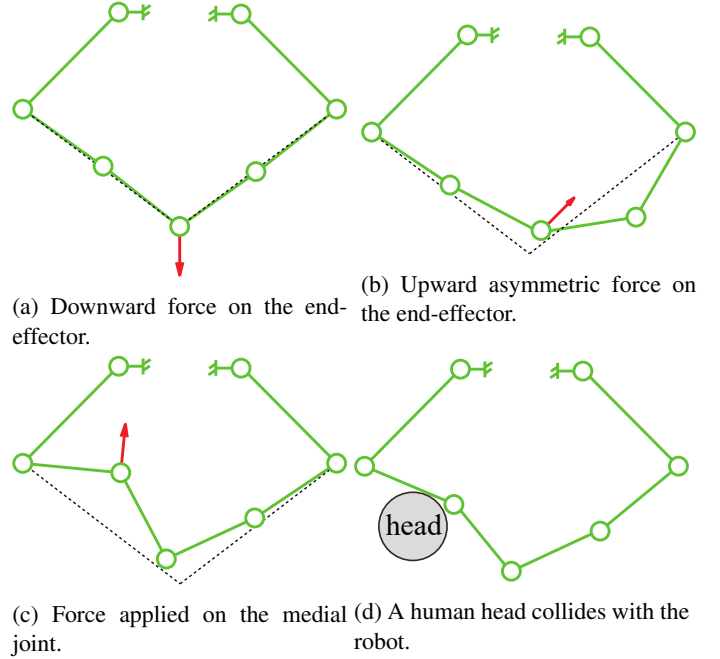 (a) Downward force on the end-
effector.
(b) Upward asymmetric force on
the end-effector.
head
(c) Force applied on the medial
joint.
(d) A human head collides with the
robot.